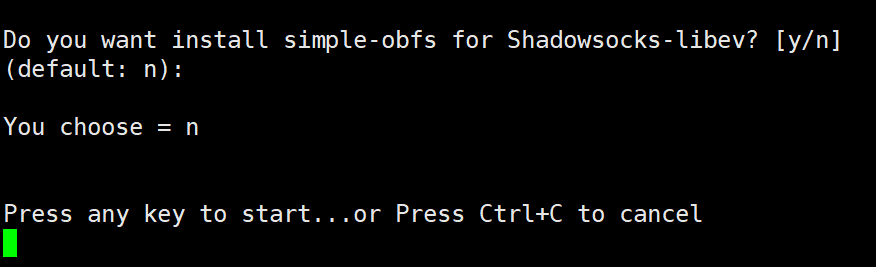 Do you want install simple-obfs for Shadowsocks-libev? [y/n]
(default: n):
You choose = n
Press any key to start...or Press Ctrl+C to cancel